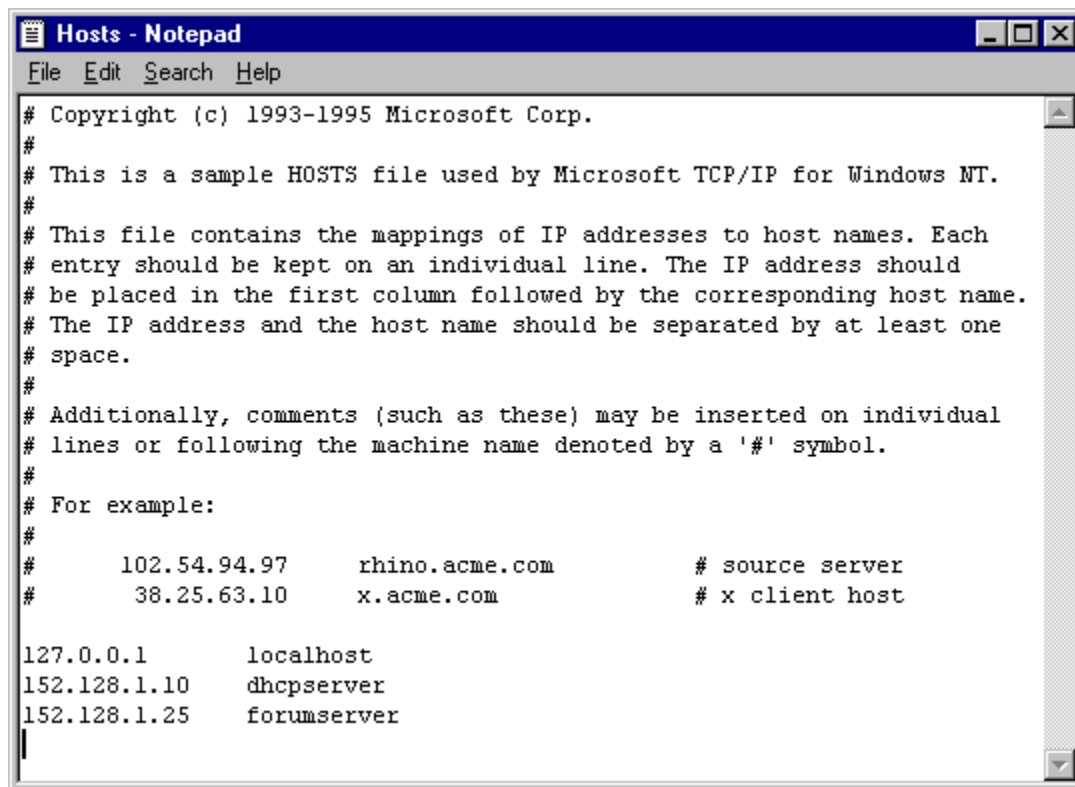 Hosts - Notepad
File Edit Search Help
# Copyright (c) 1993-1995 Microsoft Corp.
#
# This is a sample HOSTS file used by Microsoft TCP/IP for Windows NT.
#
# This file contains the mappings of IP addresses to host names. Each
# entry should be kept on an individual line. The IP address should
# be placed in the first column followed by the corresponding host name.
# The IP address and the host name should be separated by at least one
# space.
#
# Additionally, comments (such as these) may be inserted on individual
# lines or following the machine name denoted by a '#' symbol.
#
# For example:
#
#      102.54.94.97     rhino.acme.com          # source server
#       38.25.63.10     x.acme.com              # x client host

127.0.0.1       localhost
152.128.1.10    dhcpserver
152.128.1.25    forumserver